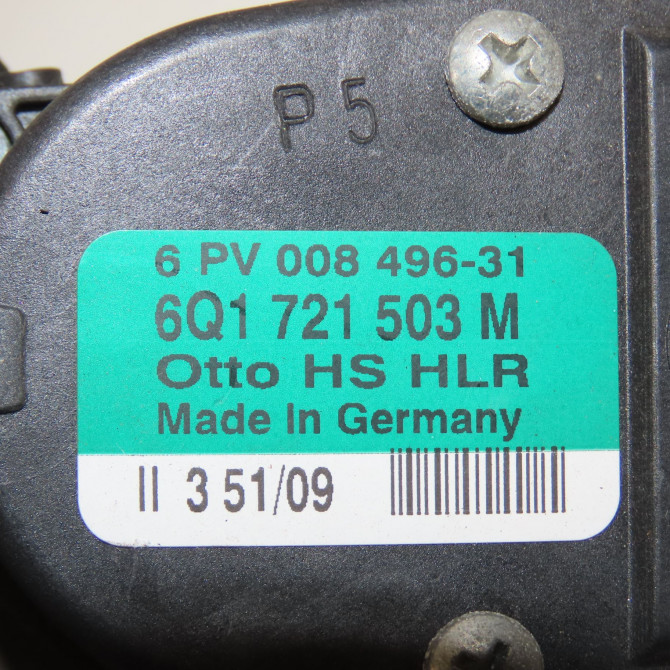 P 5
6 PV 008 496-31
6Q1 721 503 M
Otto HS HLR
Made In Germany
II 3 51/09